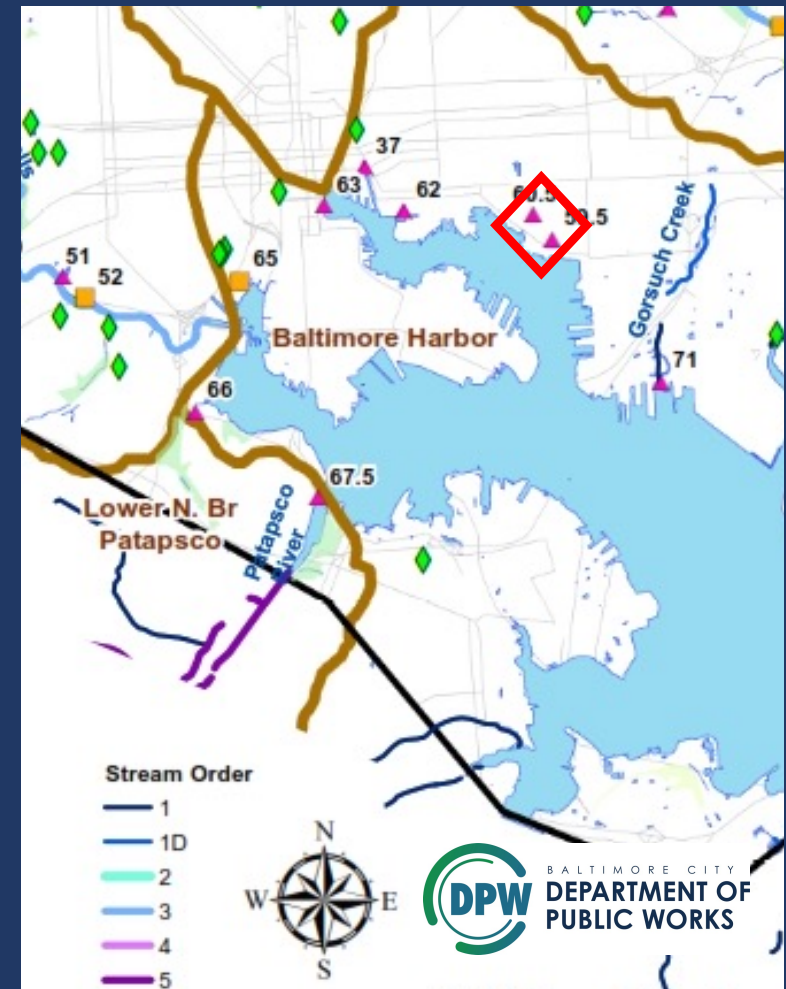 37
63
62
51
52
65
Gorsuch Creek
Baltimore Harbor
71
66
67.5
Lower N. Br
Patapsco
Patapsco
River
Stream Order
1
1D
2
3
4
5
N
W
E
S
DPW
BALTIMORE CITY
DEPARTMENT OF
PUBLIC WORKS